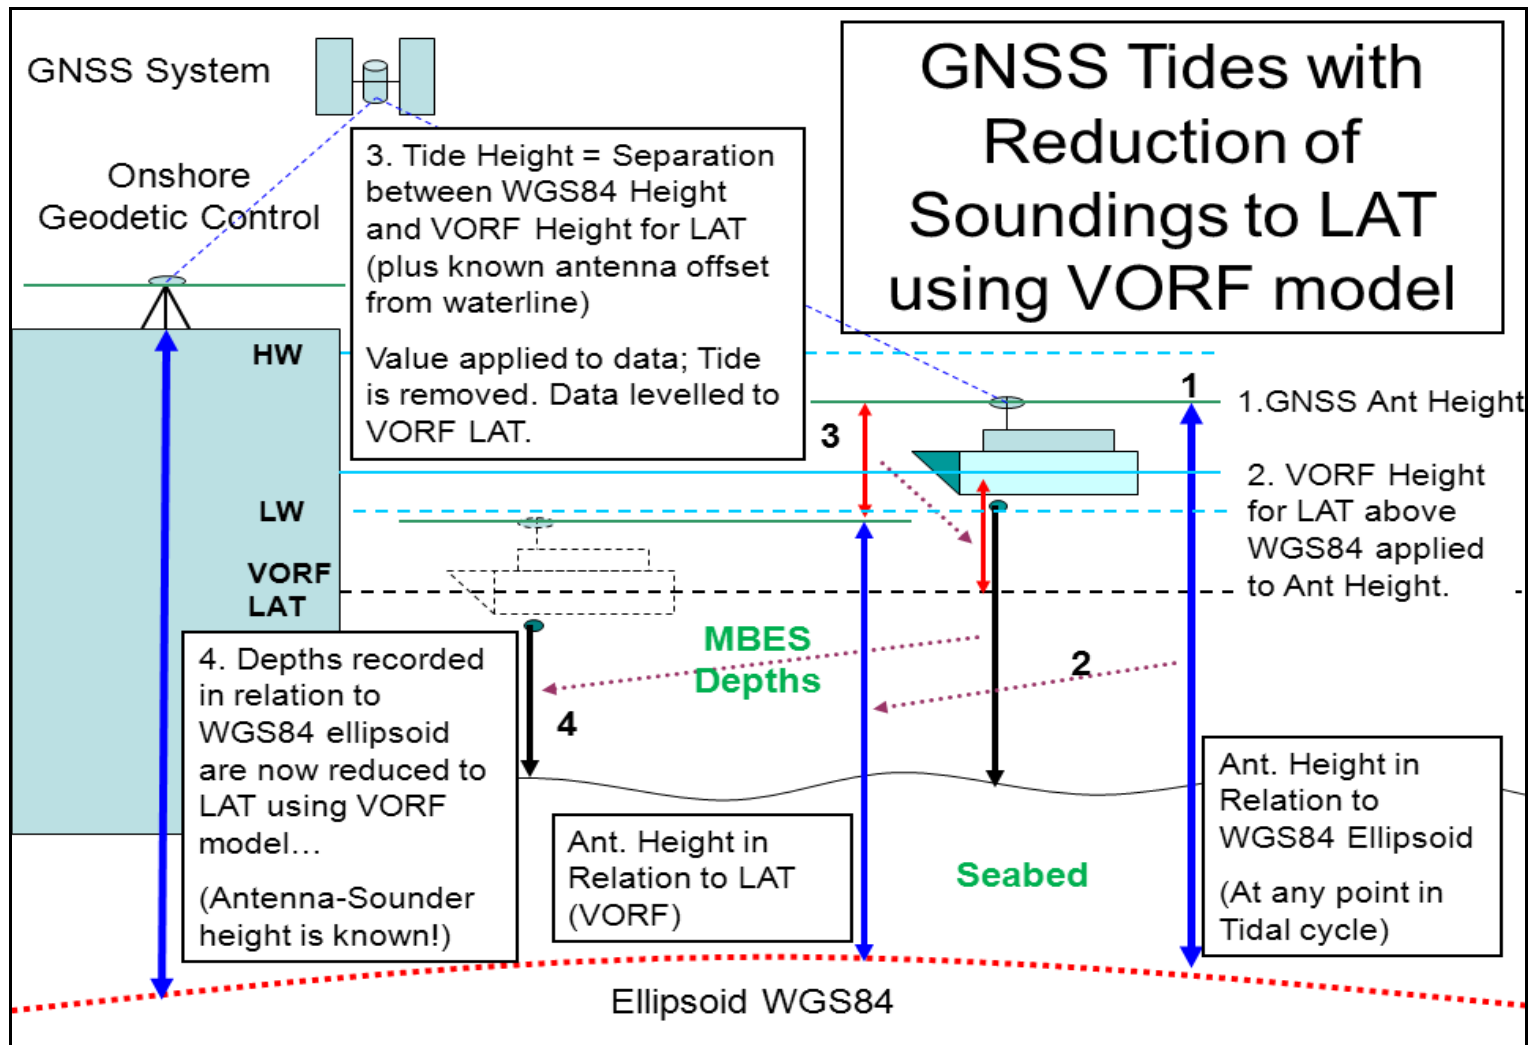 GNSS System
GNSS Tides with
Reduction of
Soundings to LAT
using VORF model
Onshore
Geodetic Control
3. Tide Height = Separation
between WGS84 Height
and VORF Height for LAT
(plus known antenna offset
from waterline)
Value applied to data; Tide
is removed. Data levelled to
VORF LAT.
HW
1
1.GNSS Ant Height
3
2. VORF Height
for LAT above
WGS84 applied
to Ant Height.
LW
VORF
LAT
MBES
Depths
2
4
4. Depths recorded
in relation to
WGS84 ellipsoid
are now reduced to
LAT using VORF
model…
(Antenna-Sounder
height is known!)
Ant. Height in
Relation to LAT
(VORF)
Seabed
Ant. Height in
Relation to
WGS84 Ellipsoid
(At any point in
Tidal cycle)
Ellipsoid WGS84